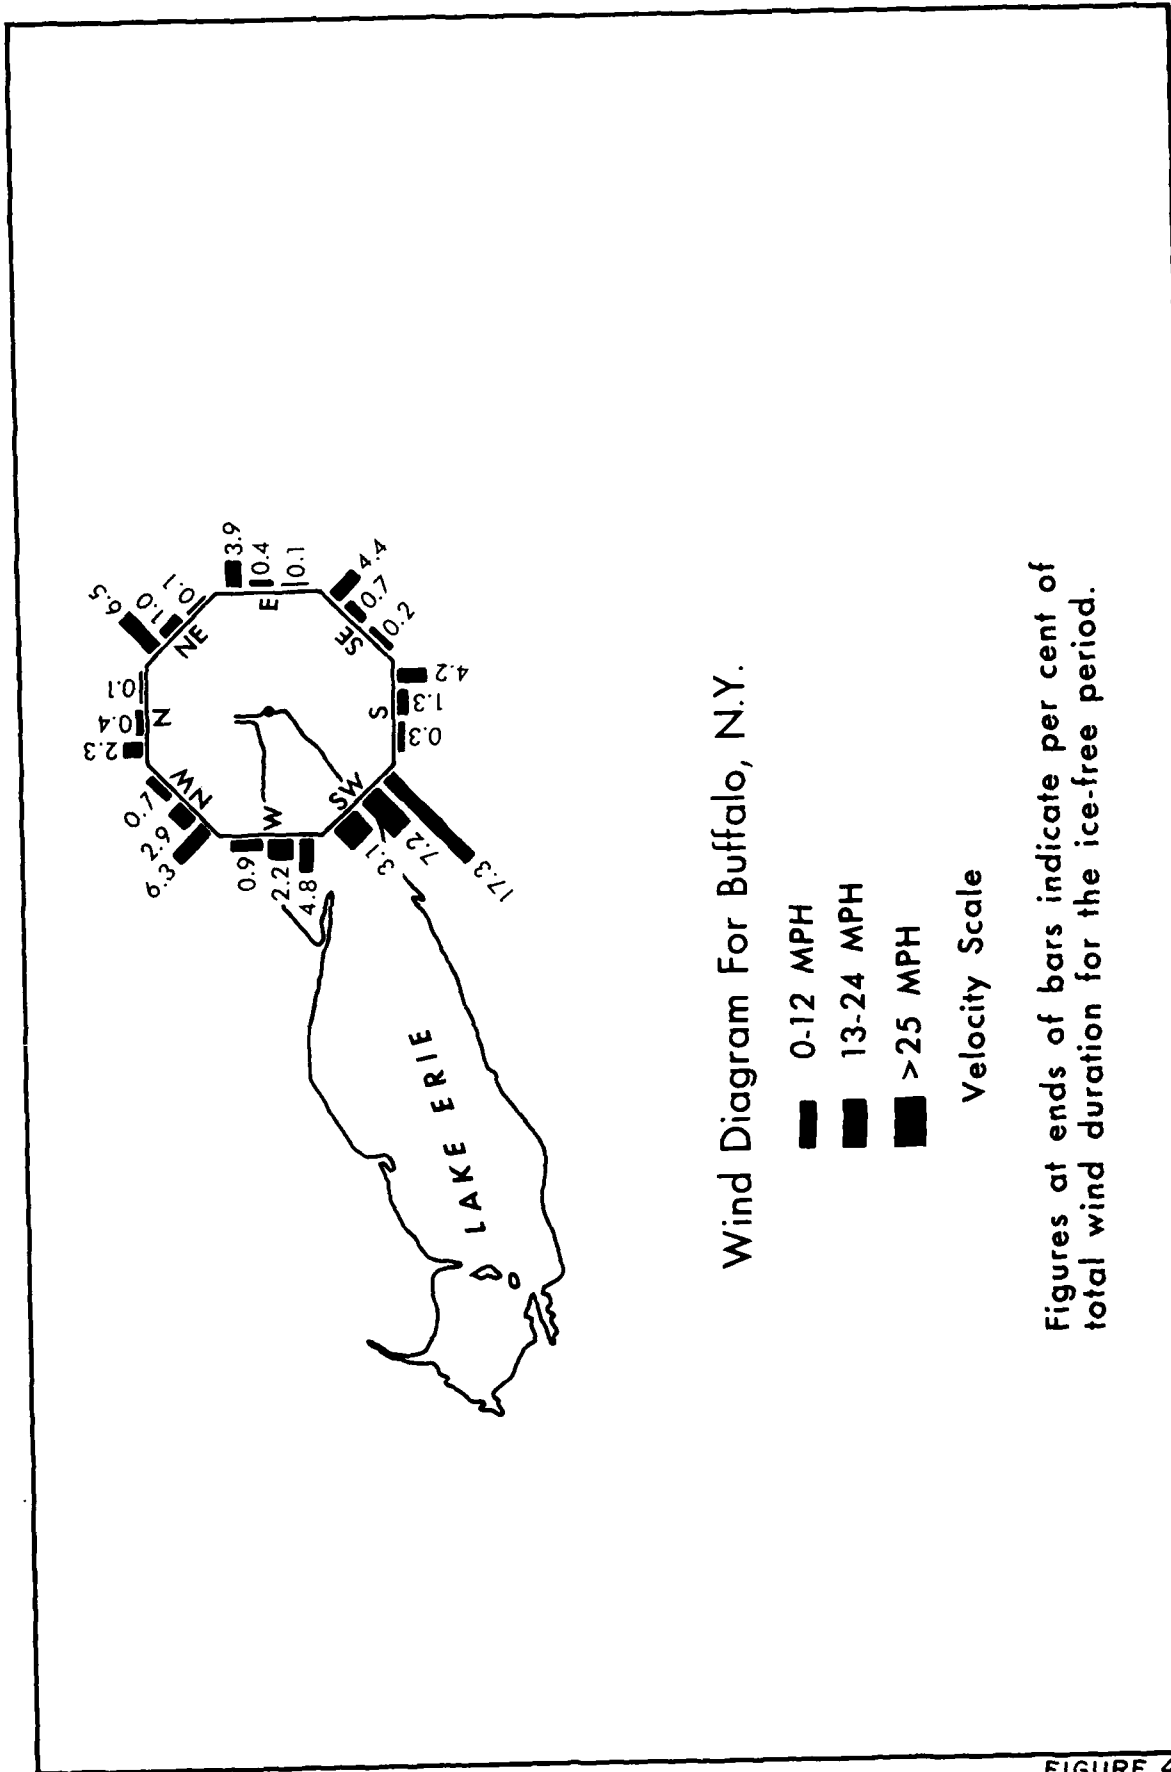 2.3
0.4
0.1
N
6.5
1.0
0.1
NE
3.9
0.4
0.1
E
4.4
0.7
0.2
SE
4.2
1.3
0.3
S
17.3
7.2
3.1
SW
4.8
2.2
0.9
W
6.3
2.9
0.7
NW
LAKE ERIE
Wind Diagram For Buffalo, N.Y.
0-12 MPH
13-24 MPH
>25 MPH
Velocity Scale
Figures at ends of bars indicate per cent of
total wind duration for the ice-free period.
FIGURE